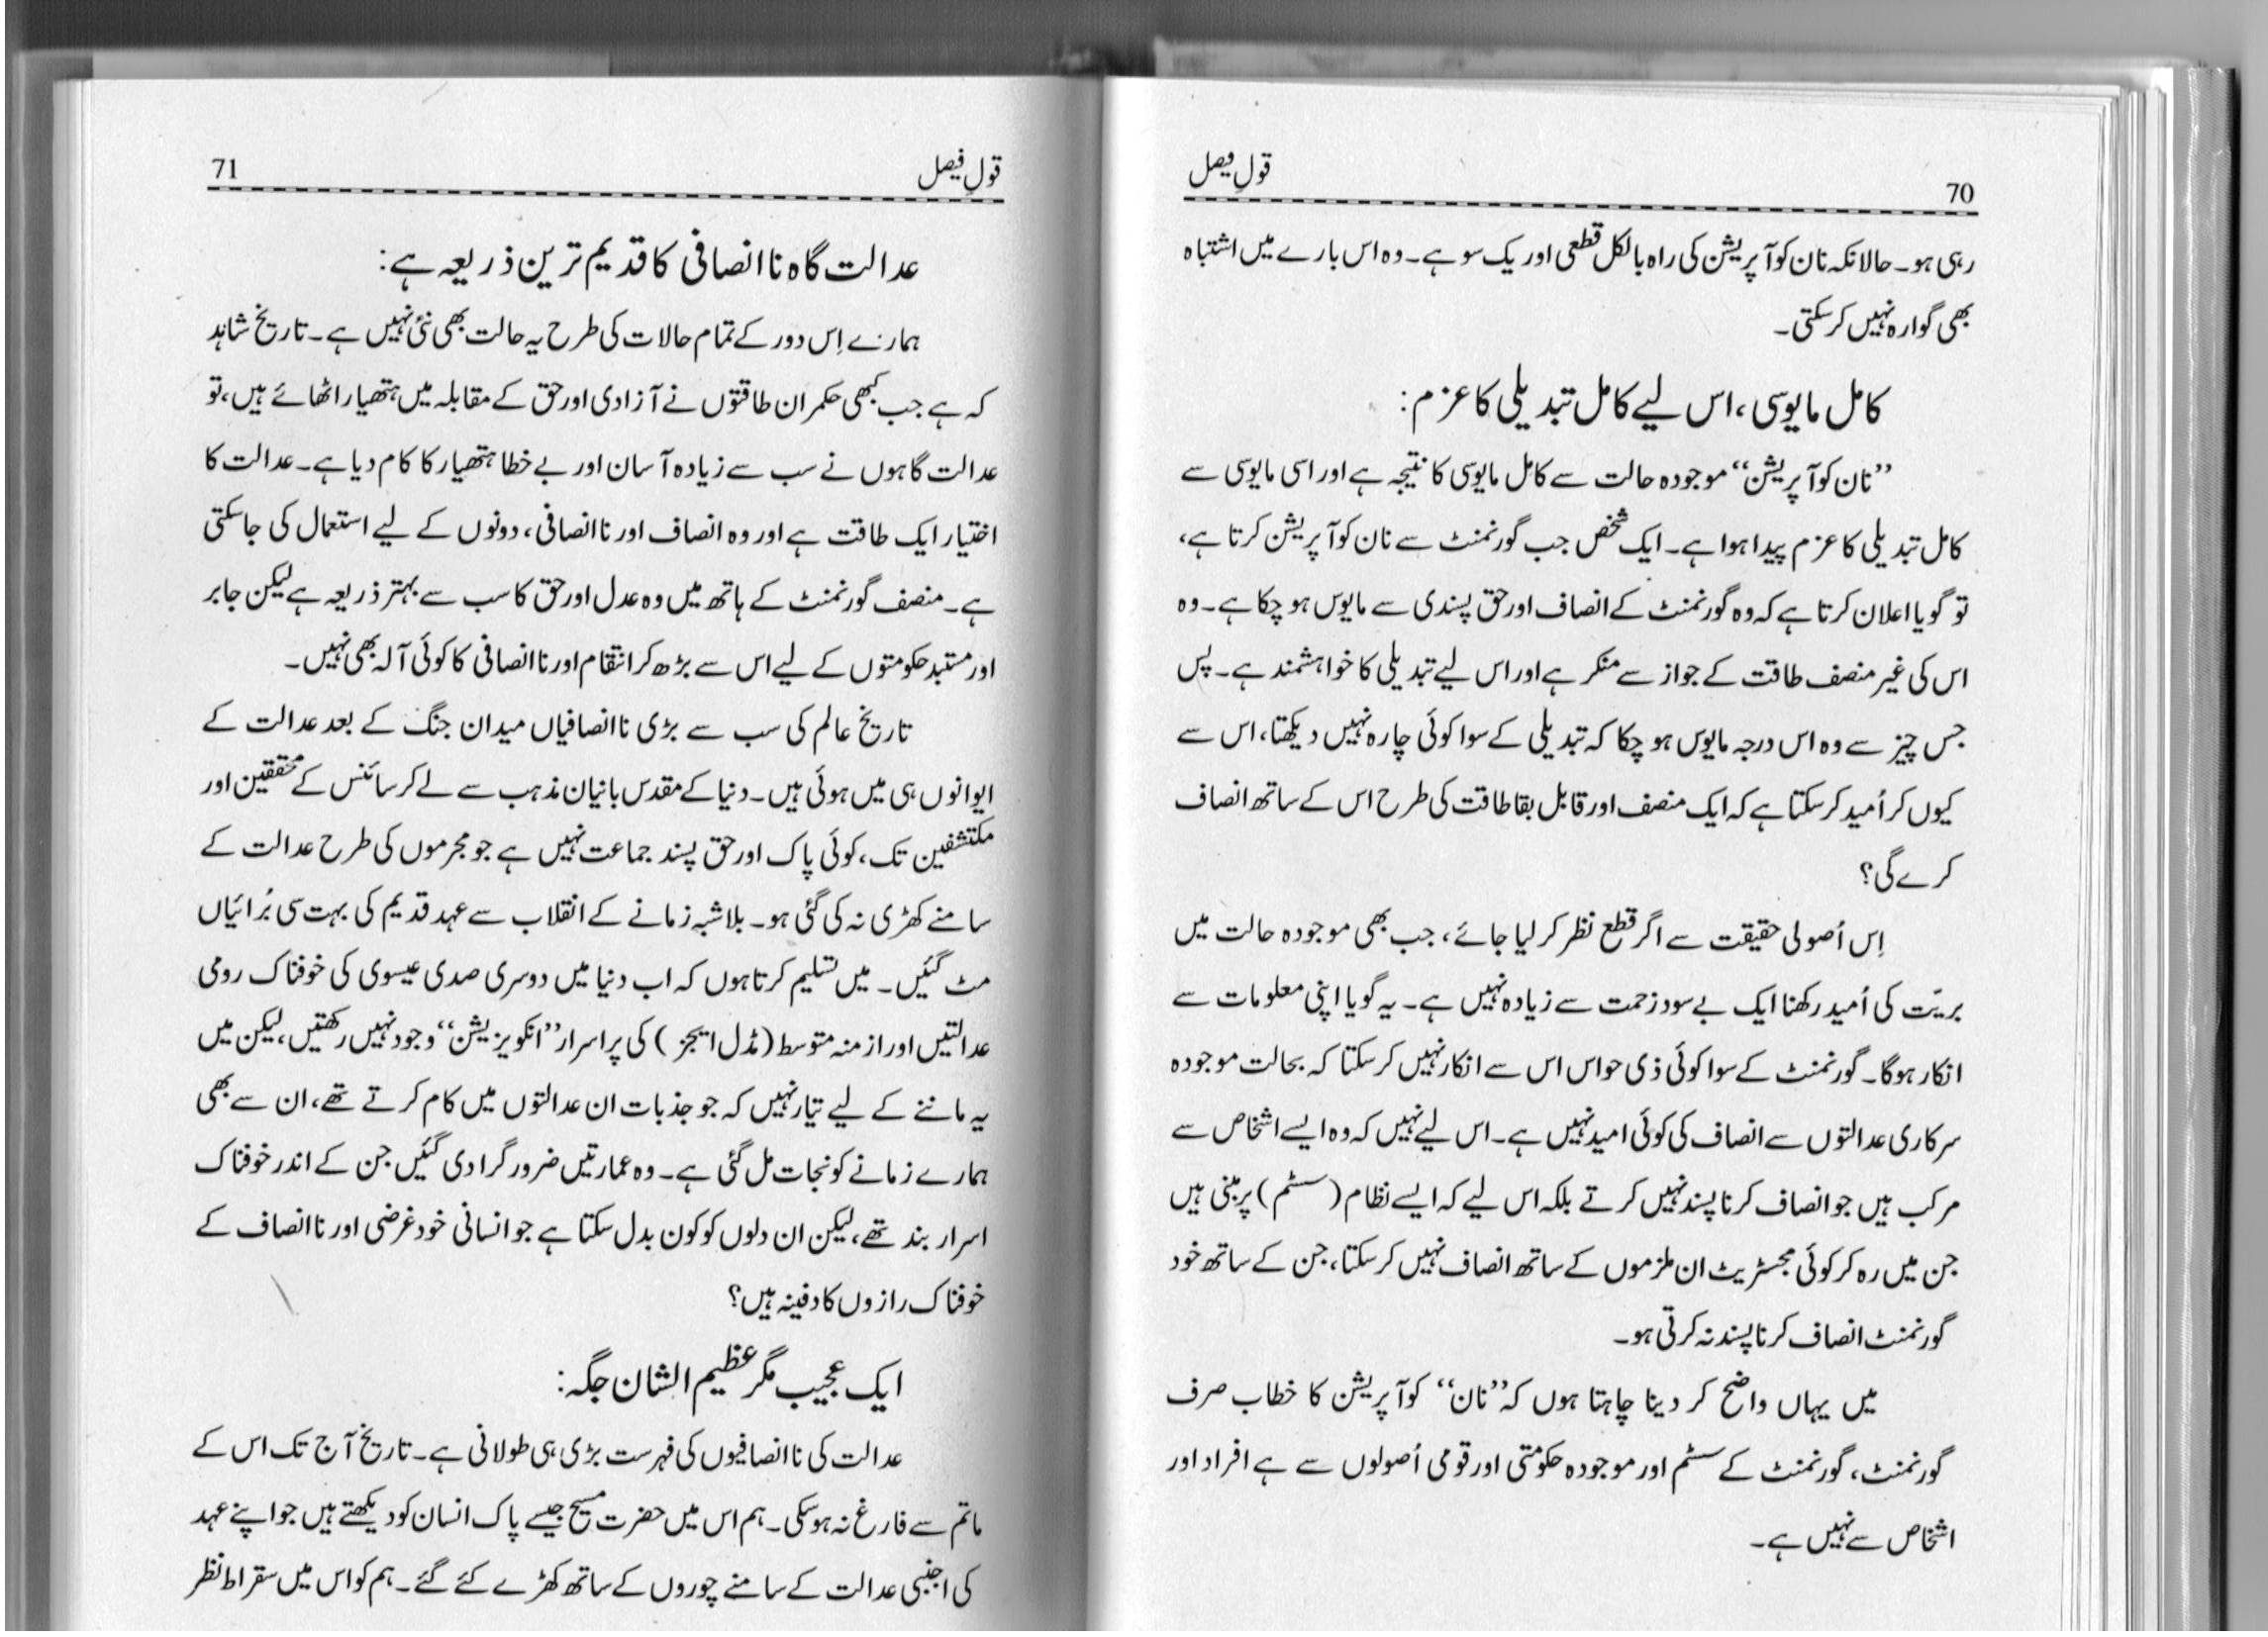 قولِ فیصل
70
رہی ہو۔ حالانکہ نان کوآپریشن کی راہ بالکل قطعی اور یک سو ہے۔ وہ اس بارے میں اشتباہ
بھی گوارہ نہیں کرسکتی۔
کامل مایوسی، اس لیے کامل تبدیلی کا عزم:
’’نان کوآپریشن‘‘ موجودہ حالت سے کامل مایوسی کا نتیجہ ہے اور اسی مایوسی سے
کامل تبدیلی کا عزم پیدا ہوا ہے۔ ایک شخص جب گورنمنٹ سے نان کوآپریشن کرتا ہے،
تو گویا اعلان کرتا ہے کہ وہ گورنمنٹ کے انصاف اور حق پسندی سے مایوس ہو چکا ہے۔ وہ
اس کی غیر منصف طاقت کے جواز سے منکر ہے اور اس لیے تبدیلی کا خواہشمند ہے۔ پس
جس چیز سے وہ اس درجہ مایوس ہو چکا کہ تبدیلی کے سوا کوئی چارہ نہیں دیکھتا، اس سے
کیوں کر اُمید کرسکتا ہے کہ ایک منصف اور قابل بقا طاقت کی طرح اس کے ساتھ انصاف
کرے گی؟
اِس اُصولی حقیقت سے اگر قطع نظر کر لیا جائے، جب بھی موجودہ حالت میں
بریّت کی اُمید رکھنا ایک بے سود زحمت سے زیادہ نہیں ہے۔ یہ گویا اپنی معلومات سے
انکار ہوگا۔ گورنمنٹ کے سوا کوئی ذی حواس اس سے انکار نہیں کرسکتا کہ بحالت موجودہ
سرکاری عدالتوں سے انصاف کی کوئی امید نہیں ہے۔ اس لیے نہیں کہ وہ ایسے اشخاص سے
مرکب ہیں جو انصاف کرنا پسند نہیں کرتے بلکہ اس لیے کہ ایسے نظام (سسٹم) پر مبنی ہیں
جن میں رہ کر کوئی مجسٹریٹ ان ملزموں کے ساتھ انصاف نہیں کرسکتا، جن کے ساتھ خود
گورنمنٹ انصاف کرنا پسند نہ کرتی ہو۔
میں یہاں واضح کر دینا چاہتا ہوں کہ ’’نان‘‘ کوآپریشن کا خطاب صرف
گورنمنٹ، گورنمنٹ کے سسٹم اور موجودہ حکومتی اور قومی اُصولوں سے ہے افراد اور
اشخاص سے نہیں ہے۔
قولِ فیصل
71
عدالت گاہ نا انصافی کا قدیم ترین ذریعہ ہے:
ہمارے اِس دور کے تمام حالات کی طرح یہ حالت بھی نئی نہیں ہے۔ تاریخ شاہد
کہ ہے جب کبھی حکمران طاقتوں نے آزادی اور حق کے مقابلہ میں ہتھیار اٹھائے ہیں، تو
عدالت گاہوں نے سب سے زیادہ آسان اور بے خطا ہتھیار کا کام دیا ہے۔ عدالت کا
اختیار ایک طاقت ہے اور وہ انصاف اور نا انصافی، دونوں کے لیے استعمال کی جاسکتی
ہے۔ منصف گورنمنٹ کے ہاتھ میں وہ عدل اور حق کا سب سے بہتر ذریعہ ہے لیکن جابر
اور مستبد حکومتوں کے لیے اس سے بڑھ کر انتقام اور نا انصافی کا کوئی آلہ بھی نہیں۔
تاریخ عالم کی سب سے بڑی نا انصافیاں میدان جنگ کے بعد عدالت کے
ایوانوں ہی میں ہوئی ہیں۔ دنیا کے مقدس بانیان مذہب سے لے کر سائنس کے محققین اور
مکتشفین تک، کوئی پاک اور حق پسند جماعت نہیں ہے جو مجرموں کی طرح عدالت کے
سامنے کھڑی نہ کی گئی ہو۔ بلاشبہ زمانے کے انقلاب سے عہد قدیم کی بہت سی بُرائیاں
مٹ گئیں۔ میں تسلیم کرتا ہوں کہ اب دنیا میں دوسری صدی عیسوی کی خوفناک رومی
عدالتیں اور ازمنہ متوسط (مڈل ایجز) کی پراسرار ’’انکویزیشن‘‘ وجود نہیں رکھتیں، لیکن میں
یہ ماننے کے لیے تیار نہیں کہ جو جذبات ان عدالتوں میں کام کرتے تھے، ان سے بھی
ہمارے زمانے کو نجات مل گئی ہے۔ وہ عمارتیں ضرور گرا دی گئیں جن کے اندر خوفناک
اسرار بند تھے، لیکن ان دلوں کو کون بدل سکتا ہے جو انسانی خود غرضی اور نا انصاف کے
خوفناک رازوں کا دفینہ ہیں؟
ایک عجیب مگر عظیم الشان جگہ:
عدالت کی نا انصافیوں کی فہرست بڑی ہی طولانی ہے۔ تاریخ آج تک اس کے
ماتم سے فارغ نہ ہوسکی۔ ہم اس میں حضرت مسیح جیسے پاک انسان کو دیکھتے ہیں جو اپنے عہد
کی اجنبی عدالت کے سامنے چوروں کے ساتھ کھڑے کئے گئے۔ ہم کو اس میں سقراط نظر